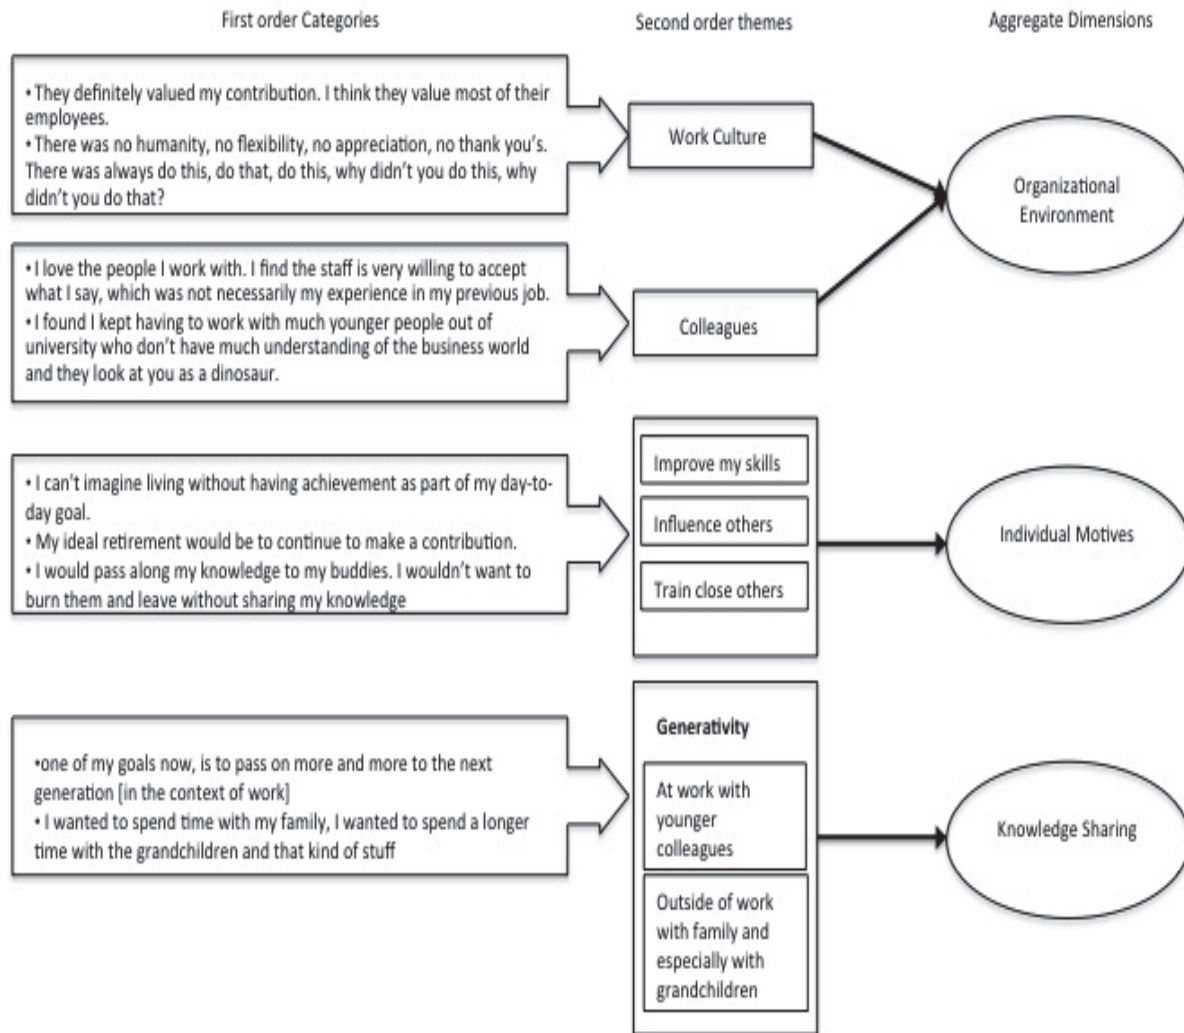 First order Categories
Second order themes
Aggregate Dimensions
• They definitely valued my contribution. I think they value most of their
employees.
• There was no humanity, no flexibility, no appreciation, no thank you's.
There was always do this, do that, do this, why didn't you do this, why
didn't you do that?
Work Culture
Organizational
Environment
• I love the people I work with. I find the staff is very willing to accept
what I say, which was not necessarily my experience in my previous job.
• I found I kept having to work with much younger people out of
university who don't have much understanding of the business world
and they look at you as a dinosaur.
Colleagues
• I can't imagine living without having achievement as part of my day-to-
day goal.
• My ideal retirement would be to continue to make a contribution.
• I would pass along my knowledge to my buddies. I wouldn't want to
burn them and leave without sharing my knowledge
Improve my skills
Influence others
Train close others
Individual Motives
•one of my goals now, is to pass on more and more to the next
generation [in the context of work]
• I wanted to spend time with my family, I wanted to spend a longer
time with the grandchildren and that kind of stuff
Generativity
At work with
younger
colleagues
Outside of work
with family and
especially with
grandchildren
Knowledge Sharing